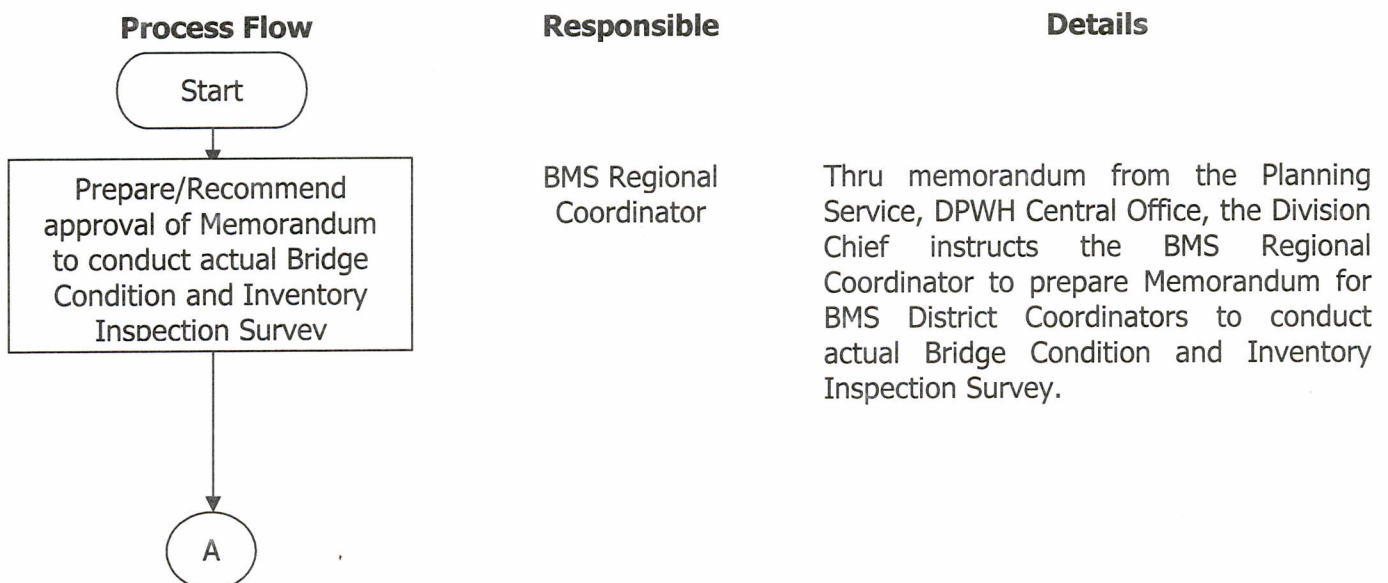 Process Flow
Responsible
Details
Start
Prepare/Recommend
approval of Memorandum
to conduct actual Bridge
Condition and Inventory
Inspection Survey
BMS Regional
Coordinator
Thru memorandum from the Planning
Service, DPWH Central Office, the Division
Chief instructs the BMS Regional
Coordinator to prepare Memorandum for
BMS District Coordinators to conduct
actual Bridge Condition and Inventory
Inspection Survey.
A